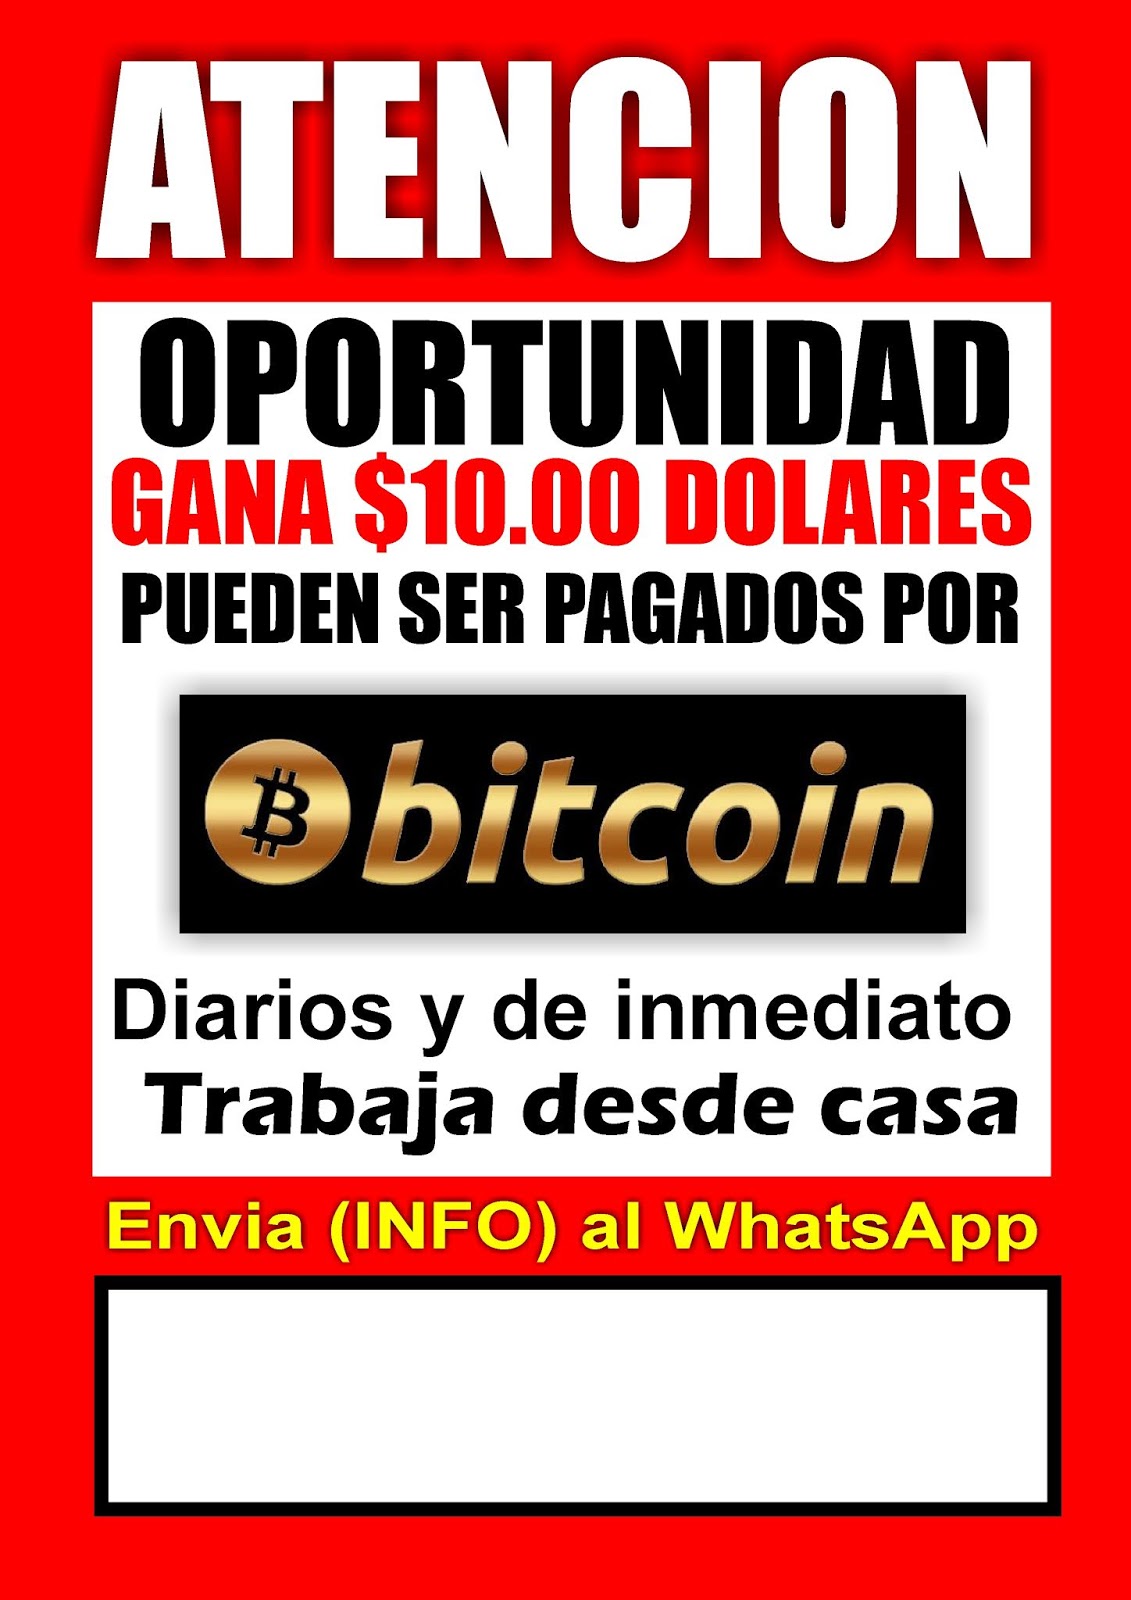 ATENCION
OPORTUNIDAD
GANA $10.00 DOLARES
PUEDEN SER PAGADOS POR
bitcoin
Diarios y de inmediato
Trabaja desde casa
Envia (INFO) al WhatsApp